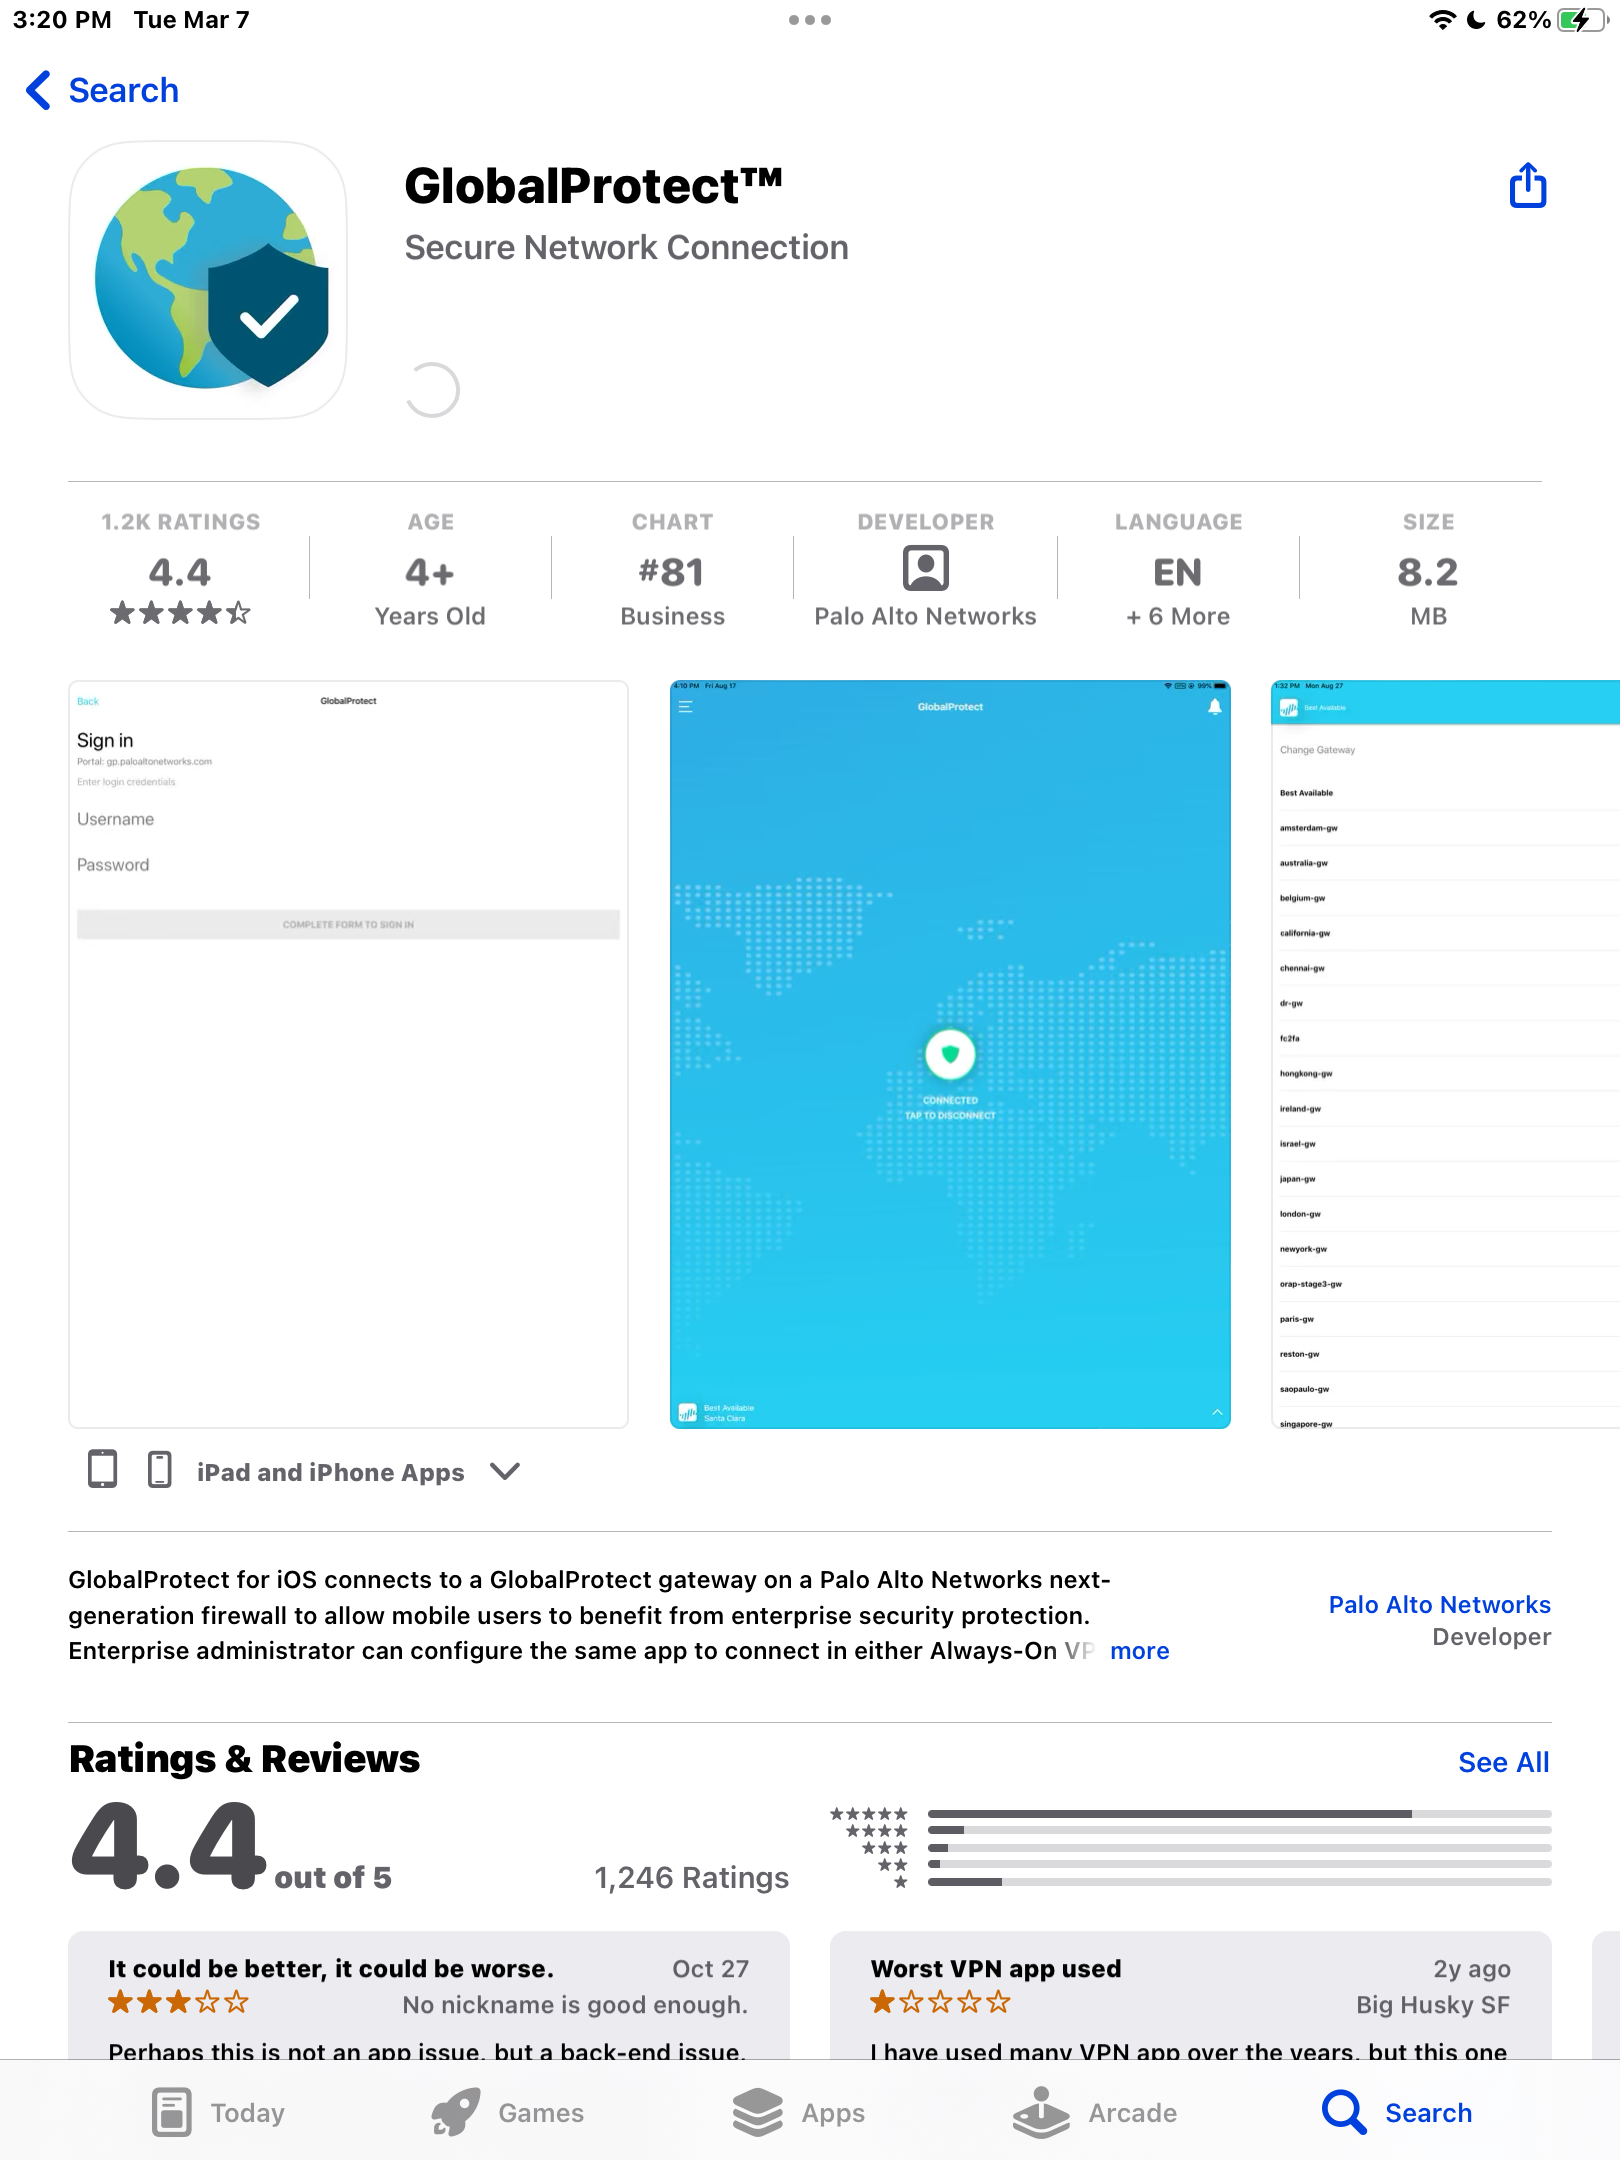 3:20 PM Tue Mar 7
62%
Search
GlobalProtect™
Secure Network Connection
1.2K RATINGS
4.4
AGE
4+
Years Old
CHART
#81
Business
DEVELOPER
Palo Alto Networks
LANGUAGE
EN
+ 6 More
SIZE
8.2
MB
Back
GlobalProtect
Sign in
Portal: gp.paloaltonetworks.com
Enter login credentials
Username
Password
COMPLETE FORM TO SIGN IN
4:10 PM Fri Aug 17
99%
GlobalProtect
CONNECTED
TAP TO DISCONNECT
Best Available
Santa Clara
1:32 PM Mon Aug 27
Best Available
Change Gateway
Best Available
amsterdam-gw
australia-gw
belgium-gw
california-gw
chennai-gw
dr-gw
fc2fa
hongkong-gw
ireland-gw
israel-gw
japan-gw
london-gw
newyork-gw
orap-stage3-gw
paris-gw
reston-gw
saopaulo-gw
singapore-gw
iPad and iPhone Apps
GlobalProtect for iOS connects to a GlobalProtect gateway on a Palo Alto Networks next-
generation firewall to allow mobile users to benefit from enterprise security protection.
Enterprise administrator can configure the same app to connect in either Always-On VP more
Palo Alto Networks
Developer
Ratings & Reviews
See All
4.4 out of 5
1,246 Ratings
It could be better, it could be worse.
Oct 27
No nickname is good enough.
Perhaps this is not an app issue, but a back-end issue.
Worst VPN app used
2y ago
Big Husky SF
I have used many VPN app over the years, but this one
Today
Games
Apps
Arcade
Search